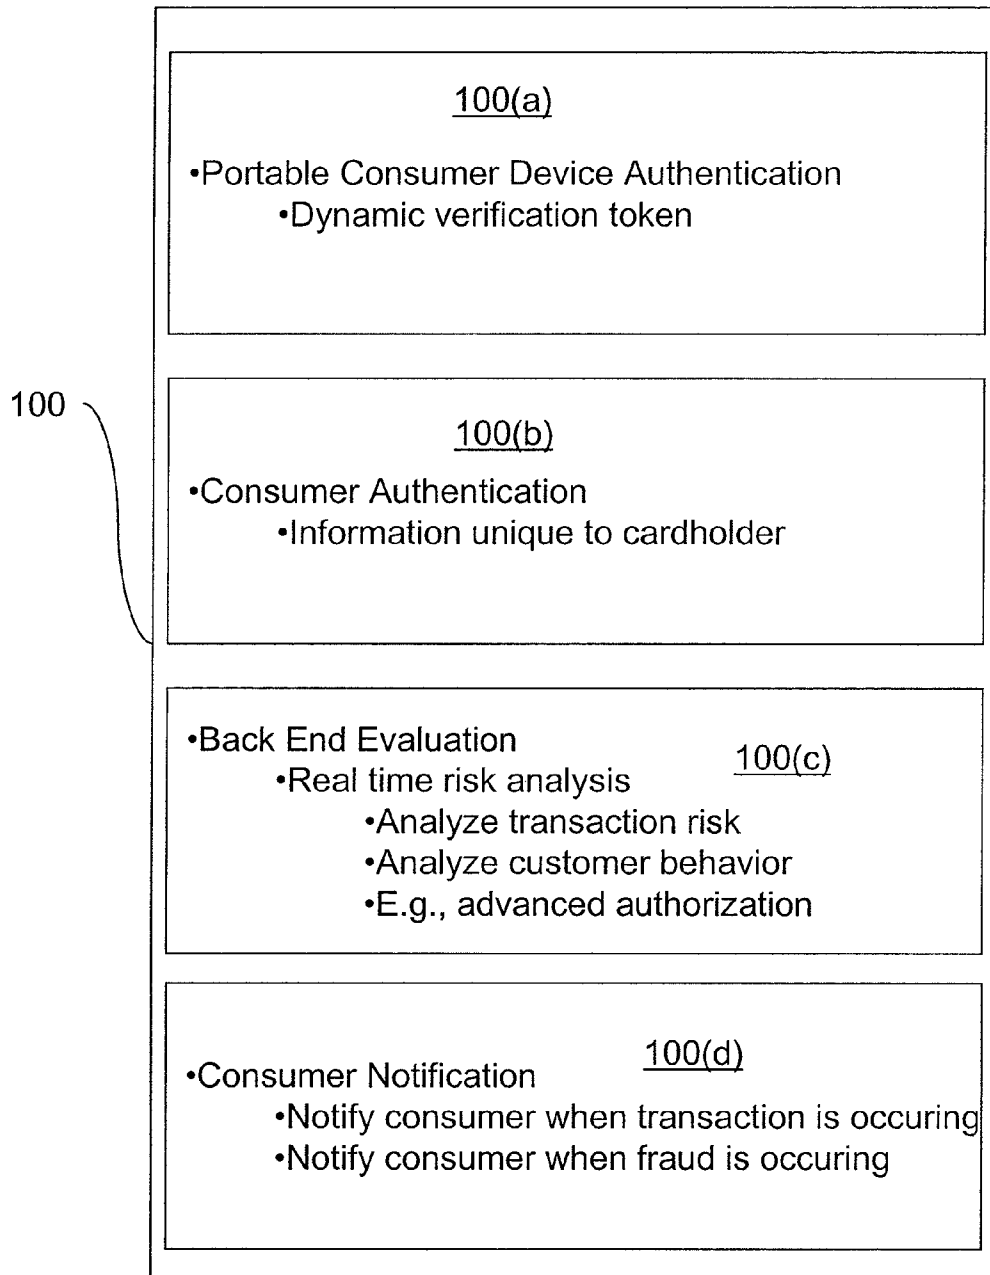 100(a)
•Portable Consumer Device Authentication
•Dynamic verification token
100
100(b)
•Consumer Authentication
•Information unique to cardholder
•Back End Evaluation
100(c)
•Real time risk analysis
•Analyze transaction risk
•Analyze customer behavior
•E.g., advanced authorization
100(d)
•Consumer Notification
•Notify consumer when transaction is occuring
•Notify consumer when fraud is occuring